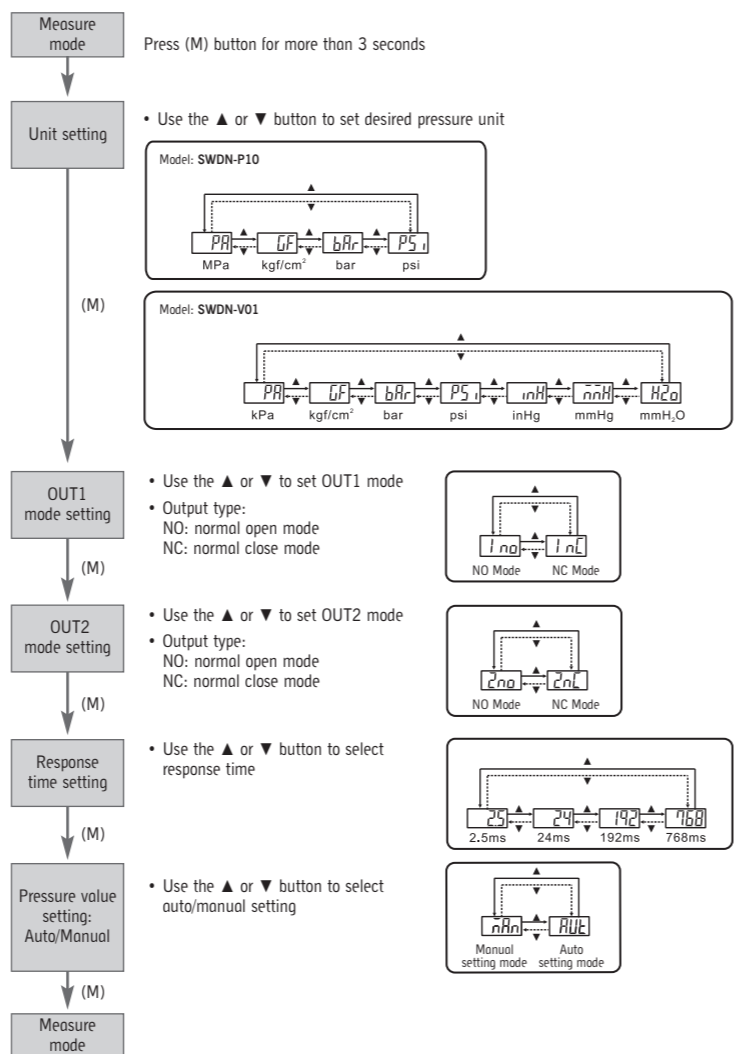 Measure
mode
Press (M) button for more than 3 seconds
Unit setting
• Use the ▲ or ▼ button to set desired pressure unit
Model: SWDN-P10
▲
▼
PA ▲ ▼ GF ▲ ▼ bAr ▲ ▼ PSi
MPa kgf/cm² bar psi
(M)
Model: SWDN-V01
▲
▼
PA ▲ ▼ GF ▲ ▼ bAr ▲ ▼ PSi ▲ ▼ inH ▲ ▼ mmH ▲ ▼ H2o
kPa kgf/cm² bar psi inHg mmHg mmH₂O
OUT1
mode setting
• Use the ▲ or ▼ to set OUT1 mode
• Output type:
NO: normal open mode
NC: normal close mode
▲
▼
1no ▲ ▼ 1nC
NO Mode NC Mode
(M)
OUT2
mode setting
• Use the ▲ or ▼ to set OUT2 mode
• Output type:
NO: normal open mode
NC: normal close mode
▲
▼
2no ▲ ▼ 2nC
NO Mode NC Mode
(M)
Response
time setting
• Use the ▲ or ▼ button to select
response time
▲
▼
2.5 ▲ ▼ 24 ▲ ▼ 192 ▲ ▼ 768
2.5ms 24ms 192ms 768ms
(M)
Pressure value
setting:
Auto/Manual
• Use the ▲ or ▼ button to select
auto/manual setting
▲
▼
mAn ▲ ▼ AUt
Manual
setting mode
Auto
setting mode
(M)
Measure
mode